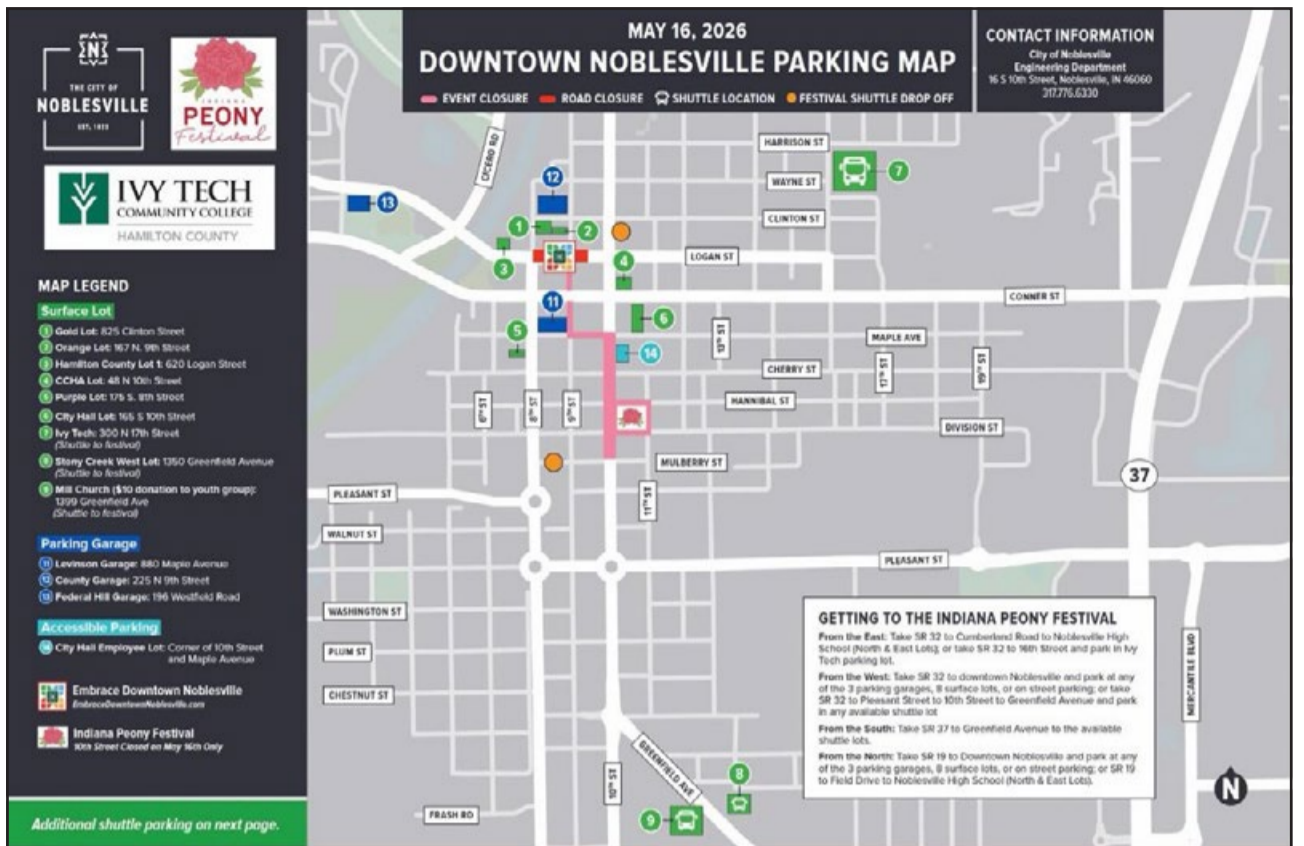 THE CITY OF
NOBLESVILLE
EST. 1823
INDIANA
PEONY
Festival
IVY TECH
COMMUNITY COLLEGE
HAMILTON COUNTY
MAP LEGEND
Surface Lot
1 Gold Lot: 825 Clinton Street
2 Orange Lot: 167 N. 9th Street
3 Hamilton County Lot 1: 620 Logan Street
4 CCHA Lot: 48 N 10th Street
5 Purple Lot: 175 S. 8th Street
6 City Hall Lot: 165 S 10th Street
7 Ivy Tech: 300 N 17th Street
(Shuttle to festival)
8 Stony Creek West Lot: 1350 Greenfield Avenue
(Shuttle to festival)
9 Mill Church ($10 donation to youth group):
1399 Greenfield Ave
(Shuttle to festival)
Parking Garage
11 Levinson Garage: 880 Maple Avenue
12 County Garage: 225 N 9th Street
13 Federal Hill Garage: 196 Westfield Road
Accessible Parking
14 City Hall Employee Lot: Corner of 10th Street
and Maple Avenue
Embrace Downtown Noblesville
EmbraceDowntownNoblesville.com
Indiana Peony Festival
10th Street Closed on May 16th Only
Additional shuttle parking on next page.
MAY 16, 2026
DOWNTOWN NOBLESVILLE PARKING MAP
EVENT CLOSURE ROAD CLOSURE SHUTTLE LOCATION FESTIVAL SHUTTLE DROP OFF
CONTACT INFORMATION
City of Noblesville
Engineering Department
16 S 10th Street, Noblesville, IN 46060
317.776.6330
CICERO RD
HARRISON ST
WAYNE ST
7
12
13
CLINTON ST
1
2
3
4
LOGAN ST
CONNER ST
11
6
5
14
13TH ST
MAPLE AVE
17TH ST
19TH ST
CHERRY ST
6TH ST
8TH ST
9TH ST
HANNIBAL ST
DIVISION ST
MULBERRY ST
37
PLEASANT ST
11TH ST
WALNUT ST
PLEASANT ST
WASHINGTON ST
PLUM ST
CHESTNUT ST
MERCANTILE BLVD
GREENFIELD AVE
10TH ST
8
9
FRASH RD
N
GETTING TO THE INDIANA PEONY FESTIVAL
From the East: Take SR 32 to Cumberland Road to Noblesville High
School (North & East Lots); or take SR 32 to 16th Street and park in Ivy
Tech parking lot.
From the West: Take SR 32 to downtown Noblesville and park at any
of the 3 parking garages, 8 surface lots, or on street parking; or take
SR 32 to Pleasant Street to 10th Street to Greenfield Avenue and park
in any available shuttle lot
From the South: Take SR 37 to Greenfield Avenue to the available
shuttle lots.
From the North: Take SR 19 to Downtown Noblesville and park at any
of the 3 parking garages, 8 surface lots, or on street parking; or SR 19
to Field Drive to Noblesville High School (North & East Lots).